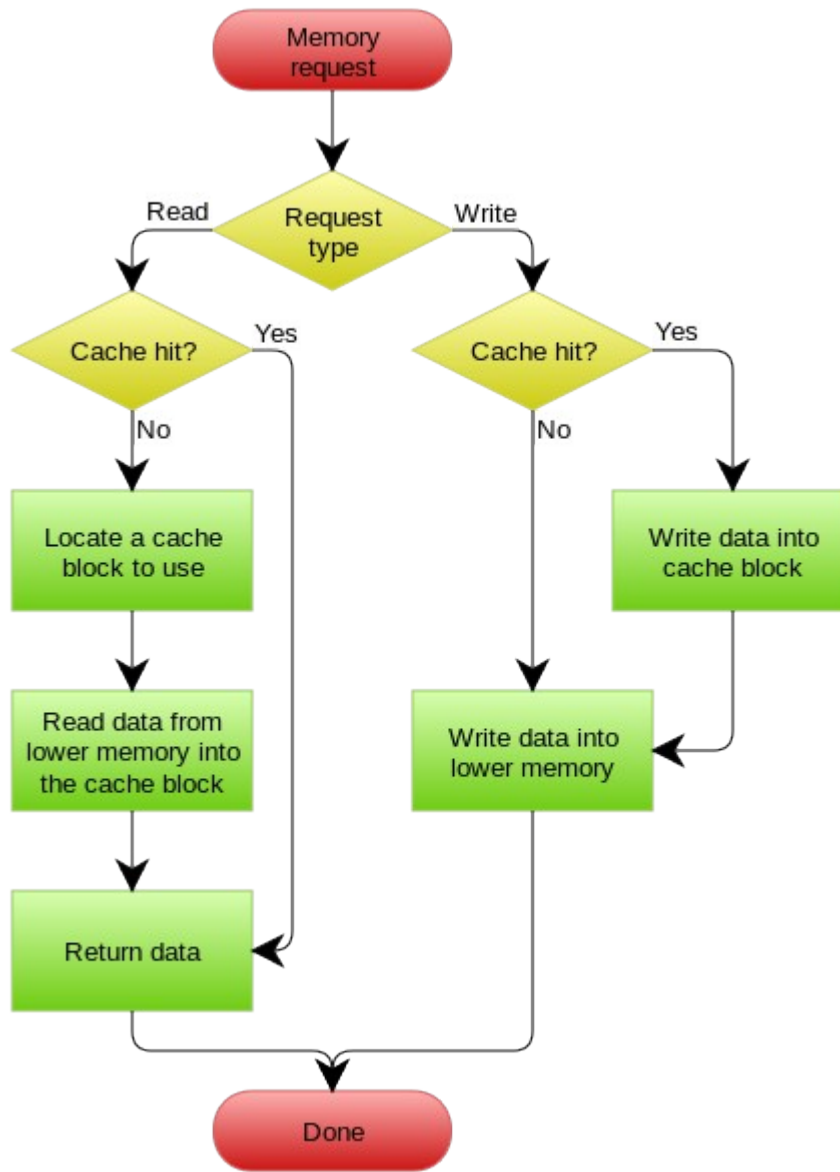 Memory
request
Read
Request
type
Write
Cache hit?
Yes
Cache hit?
Yes
No
No
Locate a cache
block to use
Write data into
cache block
Read data from
lower memory into
the cache block
Write data into
lower memory
Return data
Done